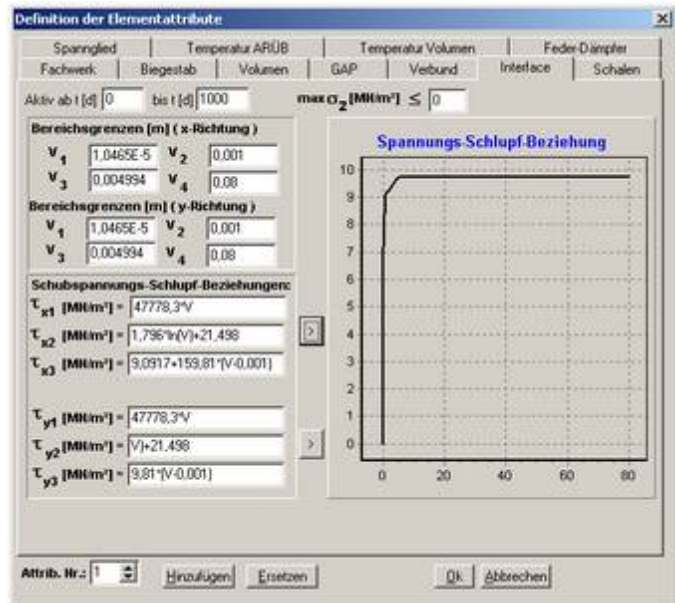 Definition der Elementattribute
Spannglied Temperatur ARÜB Temperatur Volumen Feder-Dämpfer
Fachwerk Biegestab Volumen GAP Verbund Interface Schalen
Aktiv ab t [d] 0 bis t [d] 1000 max σ2 [MN/m²] ≤ 0
Bereichsgrenzen [m] ( x-Richtung )
V1 1,0465E-5 V2 0,001
V3 0,004994 V4 0,08
Bereichsgrenzen [m] ( y-Richtung )
V1 1,0465E-5 V2 0,001
V3 0,004994 V4 0,08
Schubspannungs-Schlupf-Beziehungen:
τx1 [MN/m²] = 47778,3*V
τx2 [MN/m²] = 1,796*ln(V)+21,498
τx3 [MN/m²] = 9,0917+159,81*(V-0,001)
>
τy1 [MN/m²] = 47778,3*V
τy2 [MN/m²] = V)+21,498
τy3 [MN/m²] = 9,81*(V-0,001)
>
Spannungs-Schlupf-Beziehung
10
9
8
7
6
5
4
3
2
1
0
0 20 40 60 80
Attrib. Nr.: 1 Hinzufügen Ersetzen Ok Abbrechen